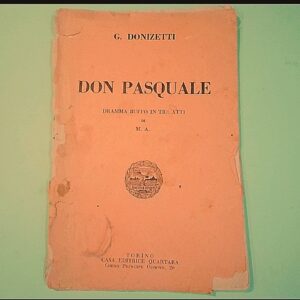 G. DONIZETTI
DON PASQUALE
DRAMMA BUFFO IN TRE ATTI
DI
M. A.
TORINO
CASA EDITRICE QUARTARA